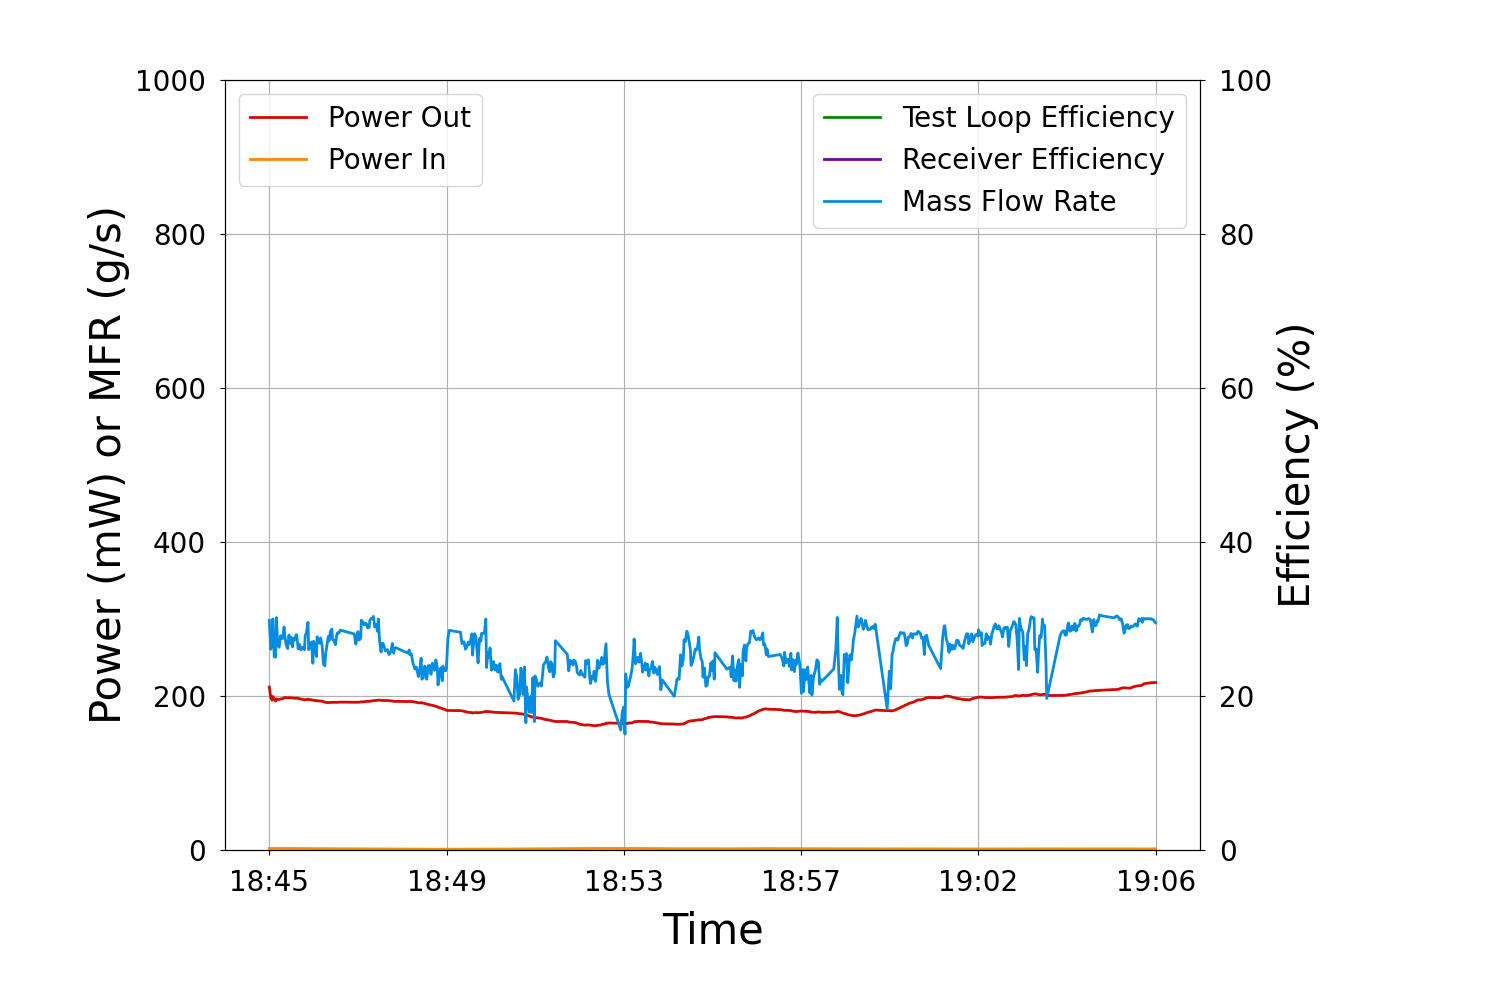 1000
800
600
400
200
0
Power (mW) or MFR (g/s)
Power Out
Power In
Test Loop Efficiency
Receiver Efficiency
Mass Flow Rate
100
80
60
40
20
0
Efficiency (%)
18:45 18:49 18:53 18:57 19:02 19:06
Time